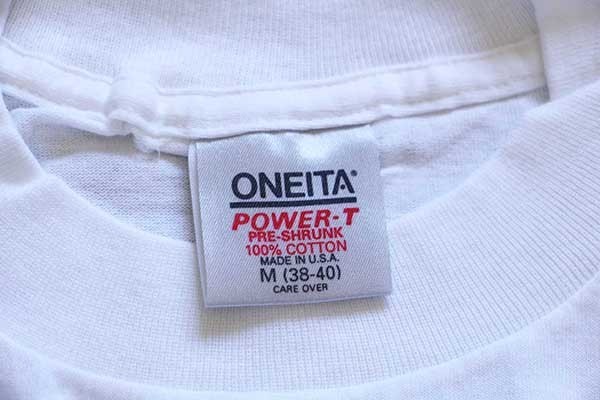 ONEITA®
POWER-T
PRE-SHRUNK
100% COTTON
MADE IN U.S.A.
M (38-40)
CARE OVER